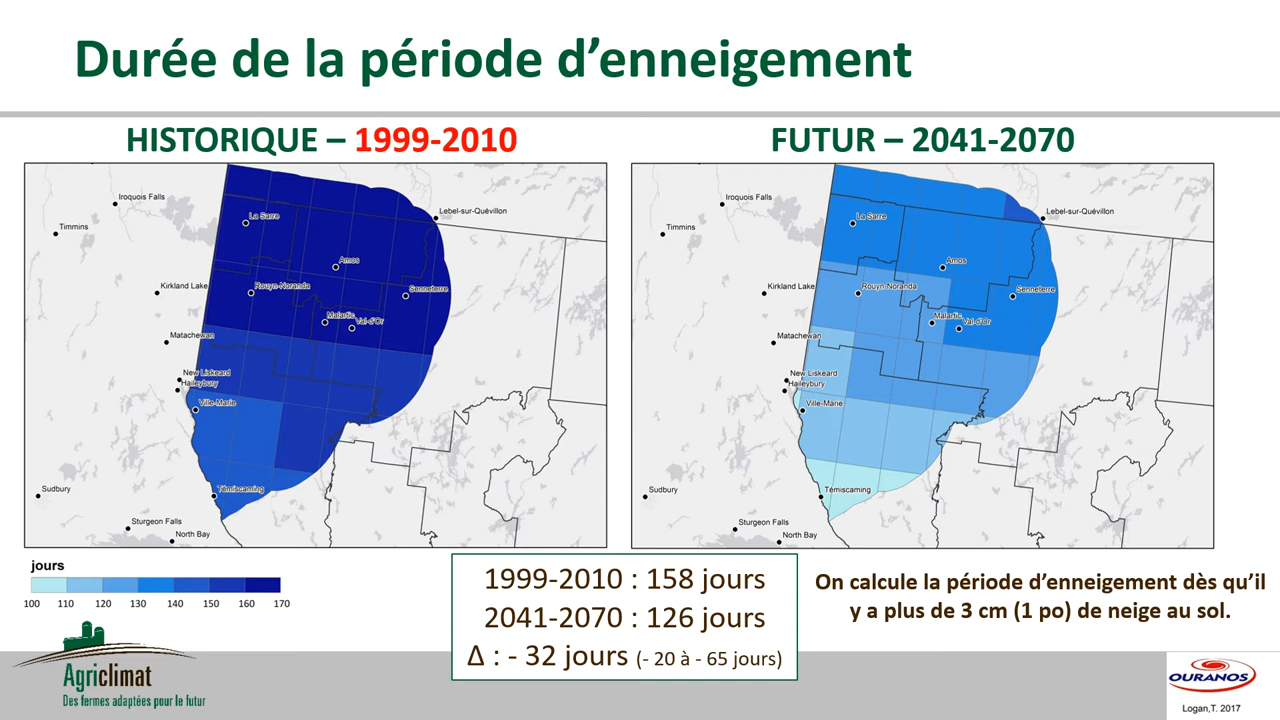 Durée de la période d’enneigement
HISTORIQUE – 1999-2010
FUTUR – 2041-2070
Iroquois Falls
Timmins
La Sarre
Lebel-sur-Quévillon
Amos
Kirkland Lake
Rouyn-Noranda
Senneterre
Malartic
Val-d'Or
Matachewan
New Liskeard
Haileybury
Ville-Marie
Témiscaming
Sudbury
Sturgeon Falls
North Bay
Iroquois Falls
Timmins
La Sarre
Lebel-sur-Quévillon
Amos
Kirkland Lake
Rouyn-Noranda
Senneterre
Malartic
Val-d'Or
Matachewan
New Liskeard
Haileybury
Ville-Marie
Témiscaming
Sudbury
Sturgeon Falls
North Bay
jours
100 110 120 130 140 150 160 170
1999-2010 : 158 jours
2041-2070 : 126 jours
Δ : - 32 jours (- 20 à - 65 jours)
On calcule la période d’enneigement dès qu’il
y a plus de 3 cm (1 po) de neige au sol.
Agriclimat
Des fermes adaptées pour le futur
OURANOS
Logan,T. 2017